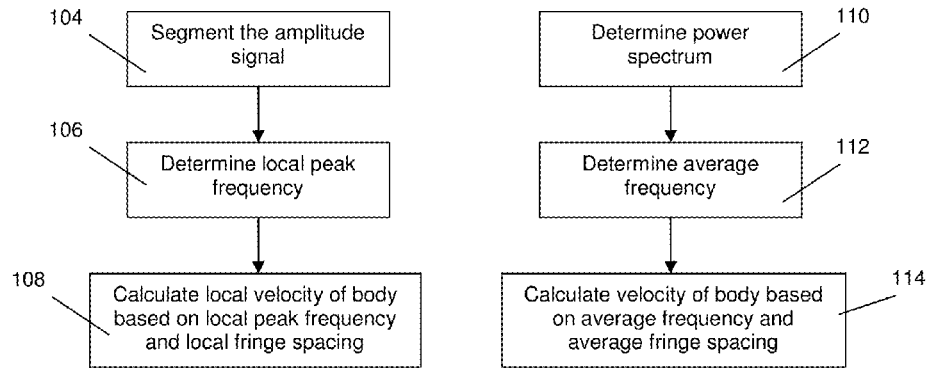 104
Segment the amplitude
signal
106
Determine local peak
frequency
108
Calculate local velocity of body
based on local peak frequency
and local fringe spacing
110
Determine power
spectrum
112
Determine average
frequency
114
Calculate velocity of body based
on average frequency and
average fringe spacing